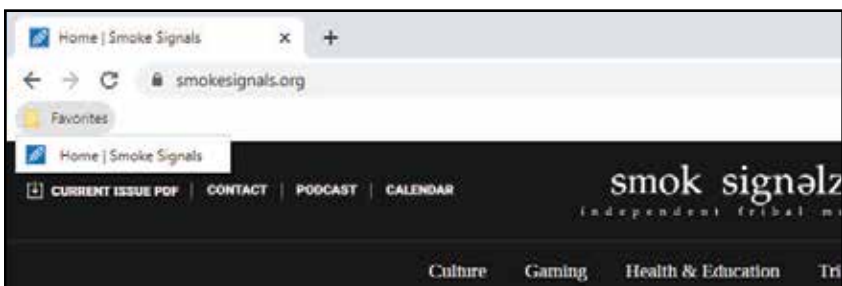 Home | Smoke Signals
smokesignals.org
Favorites
Home | Smoke Signals
CURRENT ISSUE PDF | CONTACT | PODCAST | CALENDAR
smok signəlz
independent tribal
Culture Gaming Health & Education